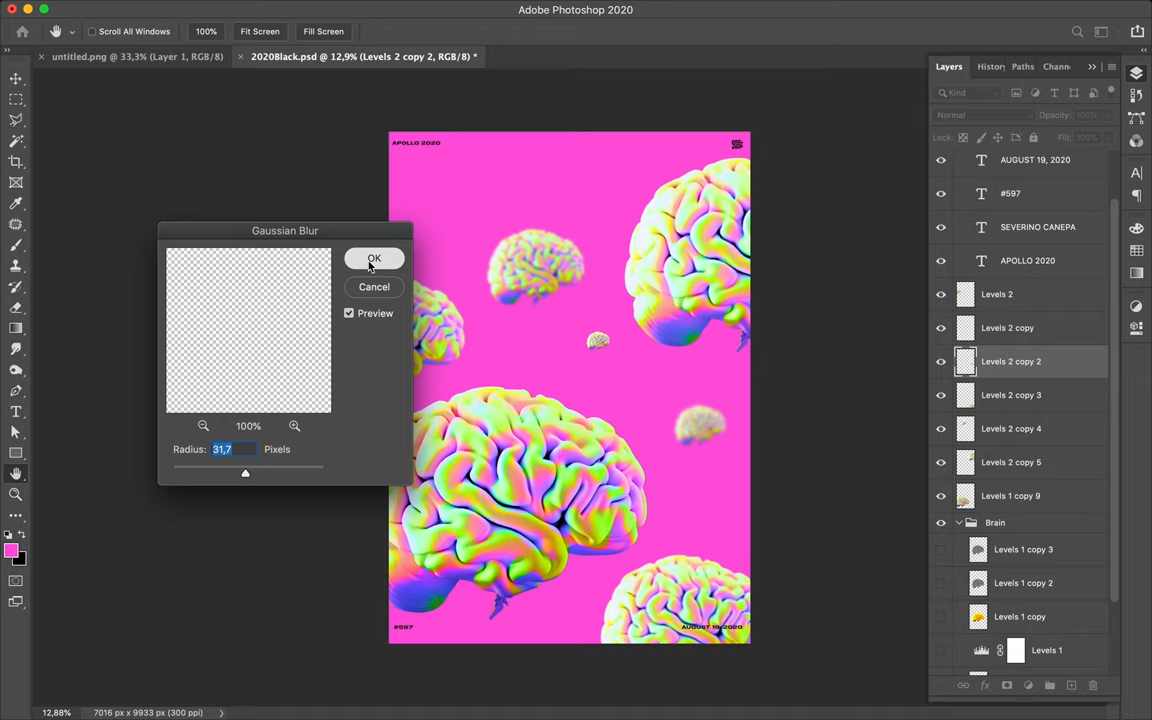 Adobe Photoshop 2020
Scroll All Windows 100% Fit Screen Fill Screen
untitled.png @ 33,3% (Layer 1, RGB/8)
2020Black.psd @ 12,9% (Levels 2 copy 2, RGB/8) *
Layers History Paths Chann
Kind
Normal Opacity: 100%
Lock: Fill: 100%
AUGUST 19, 2020
#597
SEVERINO CANEPA
APOLLO 2020
Levels 2
Levels 2 copy
Levels 2 copy 2
Levels 2 copy 3
Levels 2 copy 4
Levels 2 copy 5
Levels 1 copy 9
Brain
Levels 1 copy 3
Levels 1 copy 2
Levels 1 copy
Levels 1
APOLLO 2020
Gaussian Blur
OK
Cancel
Preview
100%
Radius: 31,7 Pixels
#597
AUGUST 19, 2020
12,88% 7016 px x 9933 px (300 ppi)